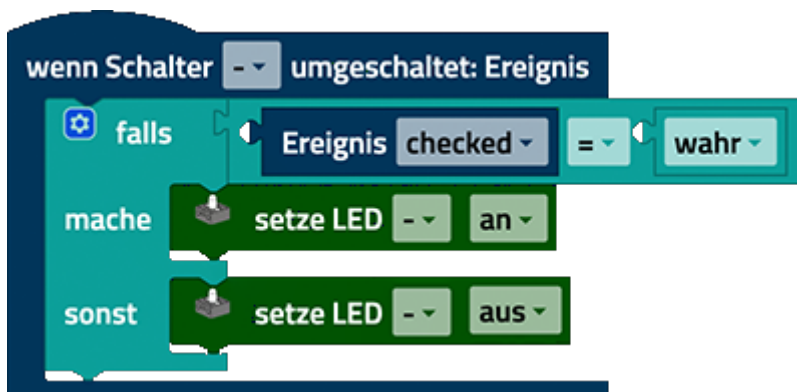 wenn Schalter - umgeschaltet: Ereignis
falls Ereignis checked = wahr
mache setze LED - an
sonst setze LED - aus